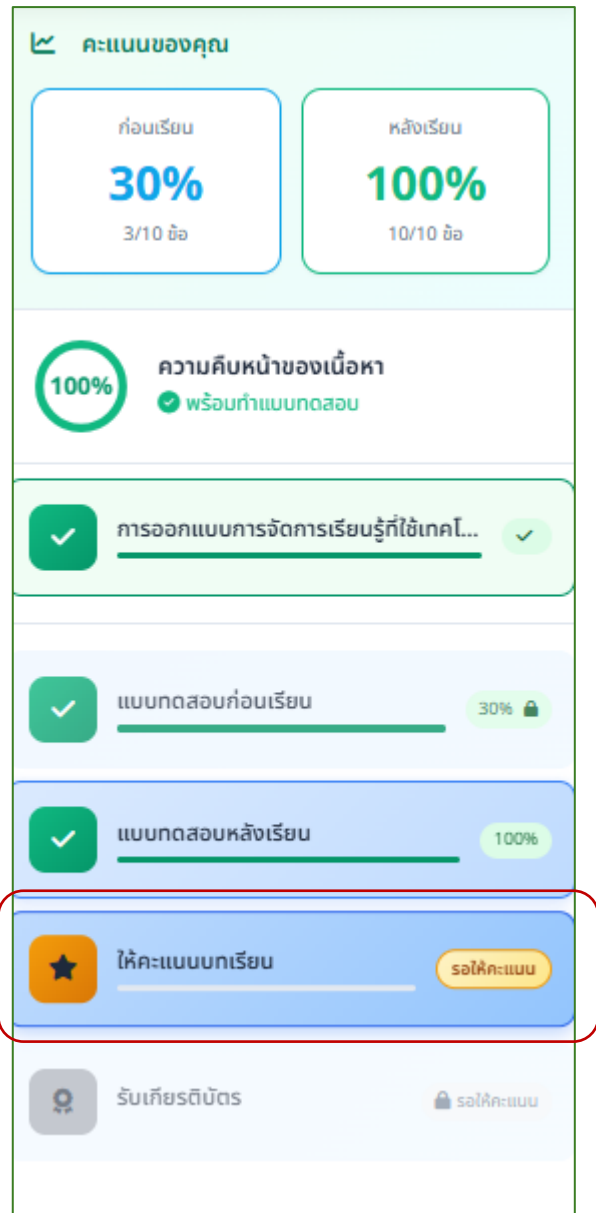 คะแนนของคุณ
ก่อนเรียน
30%
3/10 ข้อ
หลังเรียน
100%
10/10 ข้อ
100%
ความคืบหน้าของเนื้อหา
พร้อมทำแบบทดสอบ
การออกแบบการจัดการเรียนรู้ที่ใช้เทคโ...
แบบทดสอบก่อนเรียน
30%
แบบทดสอบหลังเรียน
100%
ให้คะแนนบทเรียน
รอให้คะแนน
รับเกียรติบัตร
รอให้คะแนน